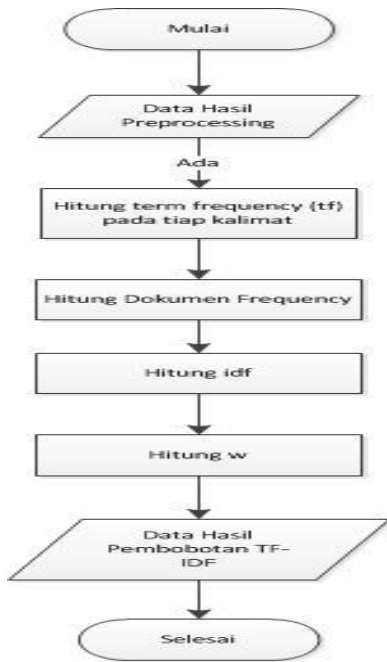 Mulai
Data Hasil
Preprocessing
Ada
Hitung term frequency (tf)
pada tiap kalimat
Hitung Dokumen Frequency
Hitung idf
Hitung w
Data Hasil
Pembobotan TF-
IDF
Selesai